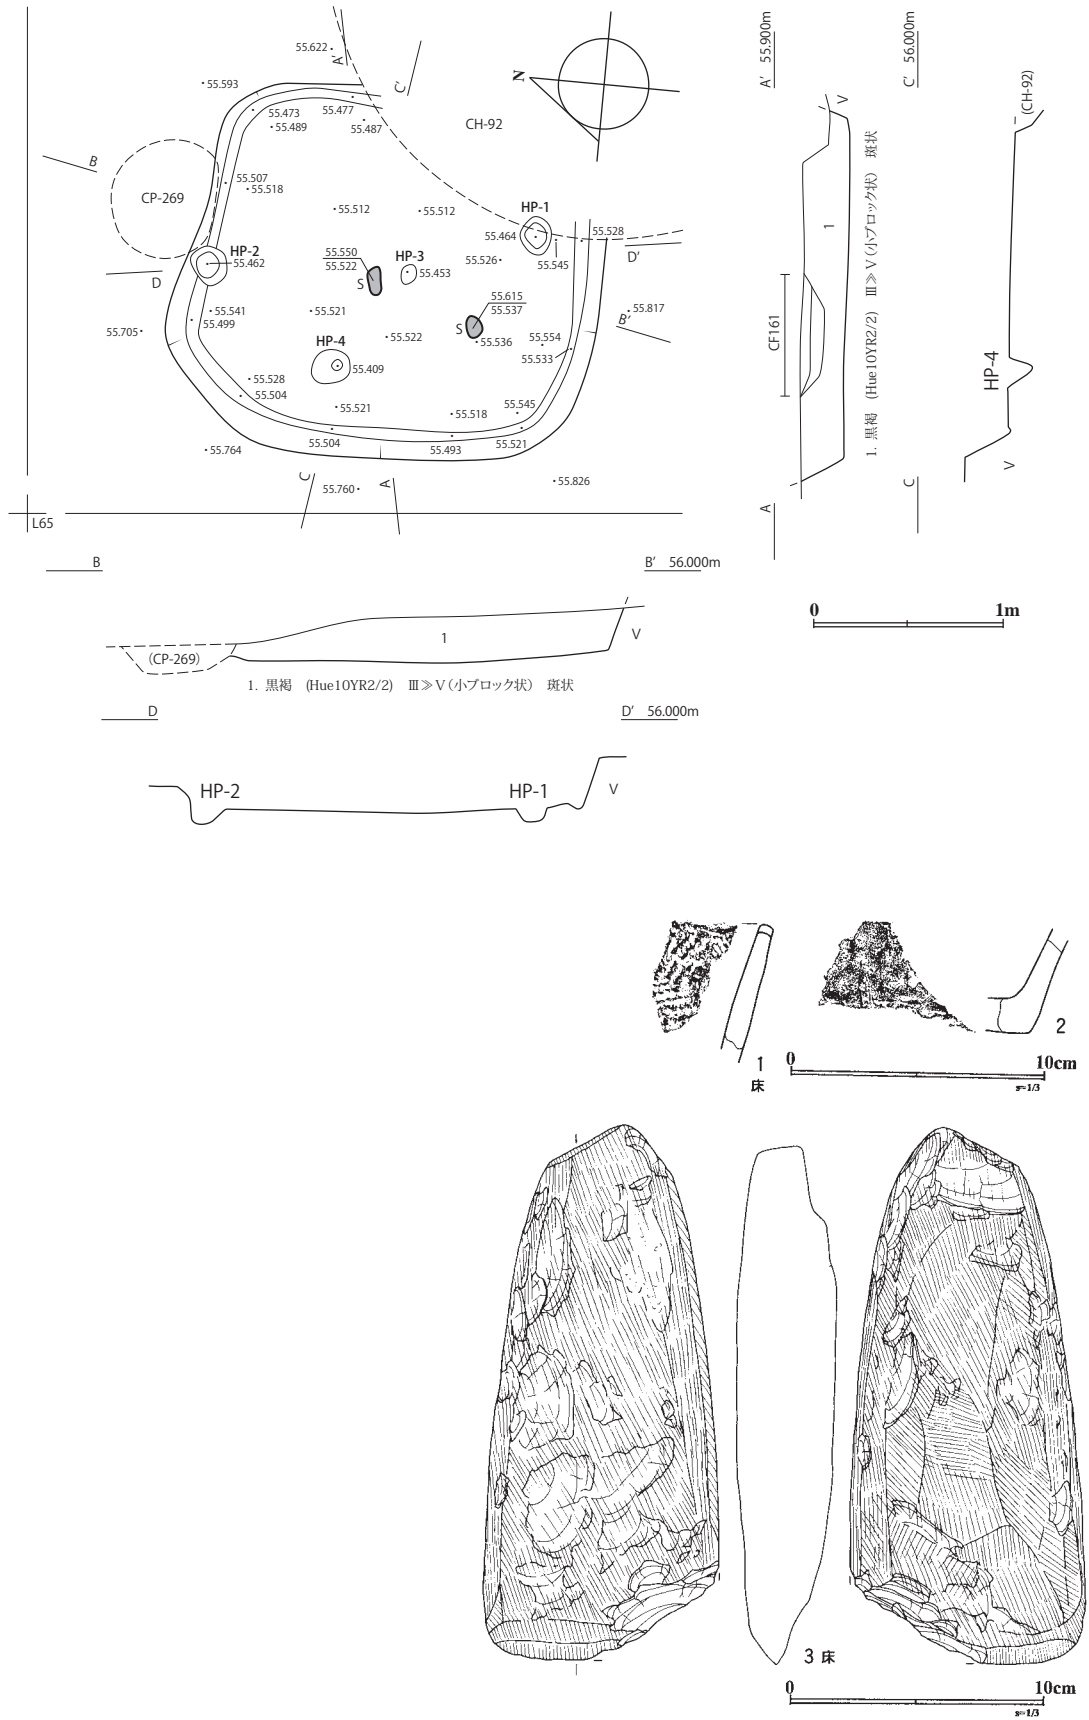 55.622
A′
C′
N
55.593
55.473
55.477
55.489
55.487
CH-92
B
CP-269
55.507
55.518
55.512
55.512
HP-1
55.464
55.528
55.545
D′
HP-2
55.462
D
55.550
55.522
S
HP-3
55.453
55.526
55.615
55.537
S
55.817
B′
55.541
55.499
55.705
55.521
55.522
55.536
55.554
55.533
HP-4
55.409
55.528
55.504
55.521
55.518
55.545
55.504
55.493
55.521
55.764
C
55.760
A
55.826
L65
A′ 55.900m
C′ 56.000m
V
(CH-92)
1
CF161
1. 黒褐 (Hue10YR2/2) Ⅲ≫Ⅴ(小ブロック状) 斑状
HP-4
V
A
C
B
B′ 56.000m
0 1m
(CP-269)
1
V
1. 黒褐 (Hue10YR2/2) Ⅲ≫Ⅴ(小ブロック状) 斑状
D
D′ 56.000m
HP-2
HP-1
V
1
床
2
0 10cm
s=1/3
3 床
0 10cm
s=1/3